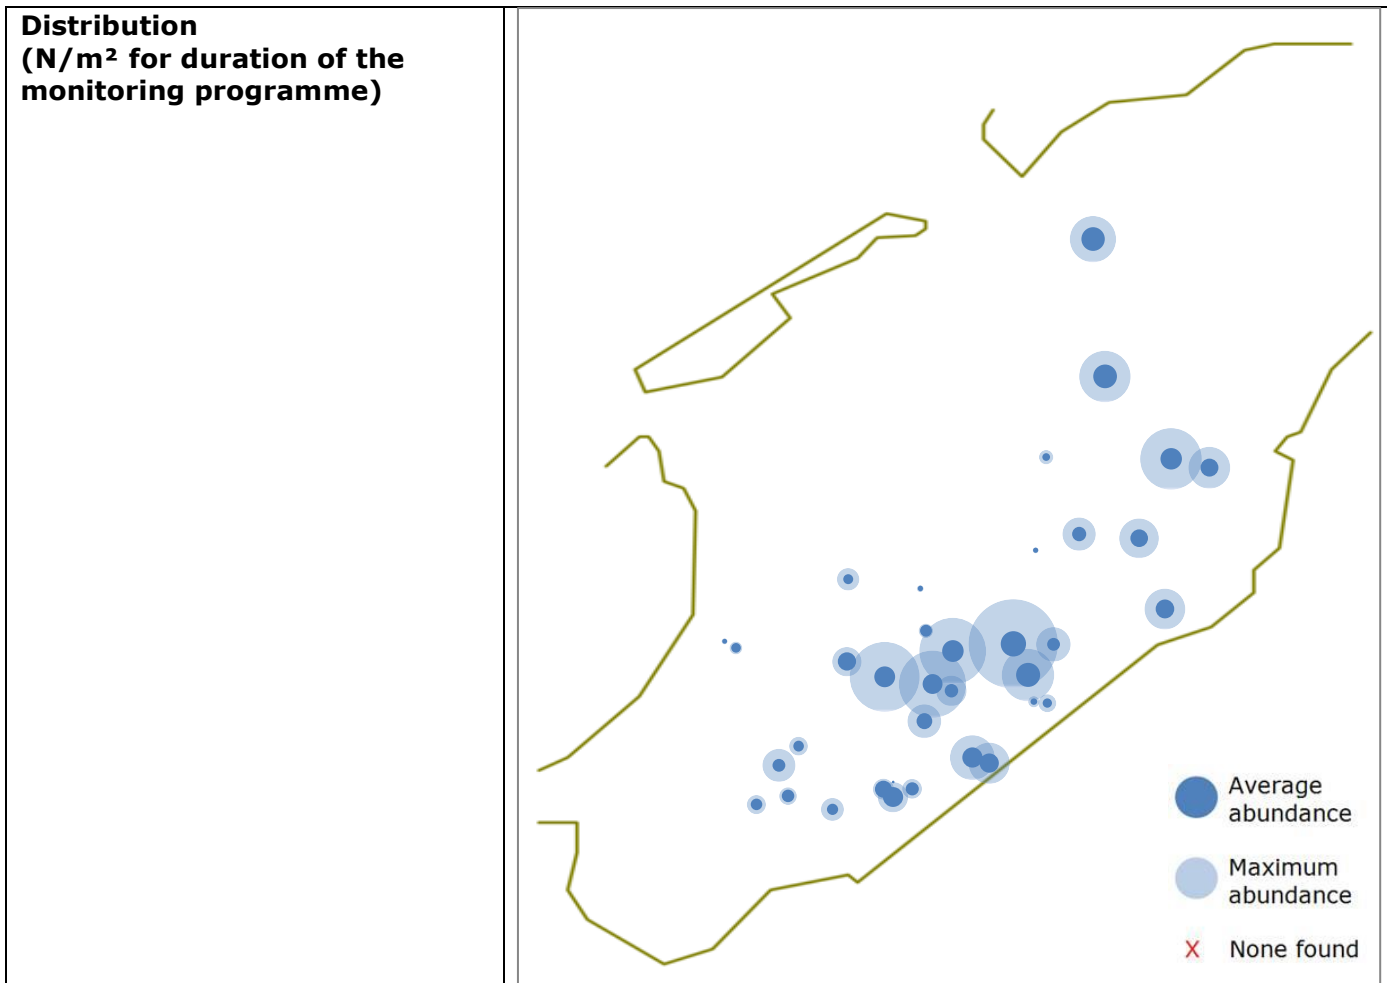 Distribution
(N/m² for duration of the
monitoring programme)
Average
abundance
Maximum
abundance
X None found